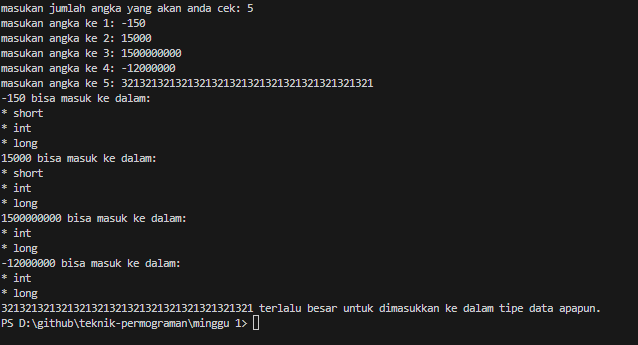 masukan jumlah angka yang akan anda cek: 5
masukan angka ke 1: -150
masukan angka ke 2: 15000
masukan angka ke 3: 1500000000
masukan angka ke 4: -12000000
masukan angka ke 5: 321321321321321321321321321321321321321321
-150 bisa masuk ke dalam:
* short
* int
* long
15000 bisa masuk ke dalam:
* short
* int
* long
1500000000 bisa masuk ke dalam:
* int
* long
-12000000 bisa masuk ke dalam:
* int
* long
321321321321321321321321321321321321321321 terlalu besar untuk dimasukkan ke dalam tipe data apapun.
PS D:\github\teknik-permograman\minggu 1>